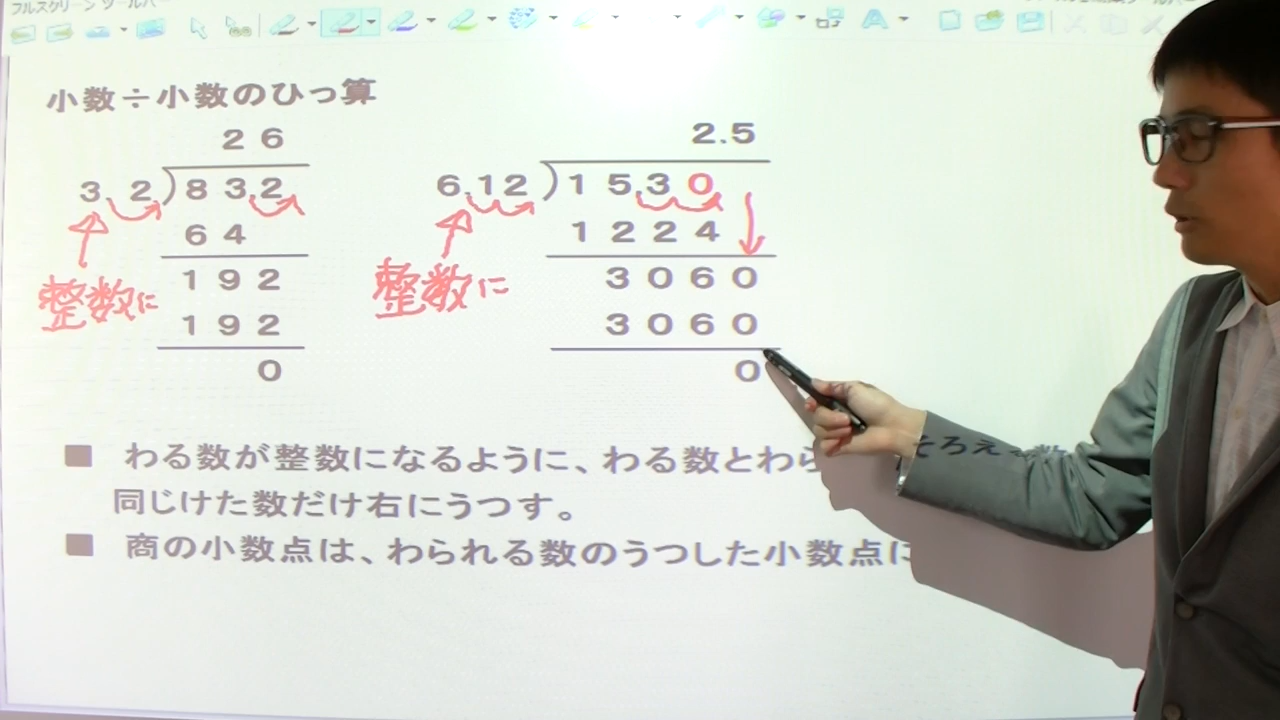 フルスクリーン ツールバー
小数÷小数のひっ算
26
3.2)83.2
64
192
192
0
整数に
2.5
6.12)15.30
1224
3060
3060
0
整数に
■ わる数が整数になるように、わる数とわら
同じけた数だけ右にうつす。
■ 商の小数点は、わられる数のうつした小数点に